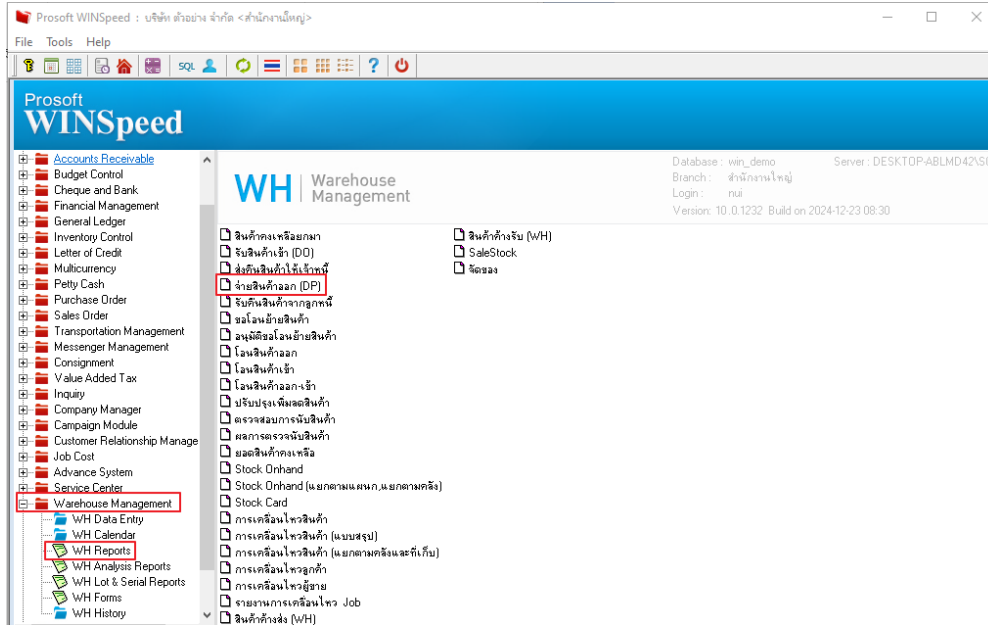 Prosoft WINSpeed : บริษัท ตัวอย่าง จำกัด <สำนักงานใหญ่>
File Tools Help
SQL
Prosoft
WINSpeed
Accounts Receivable
Budget Control
Cheque and Bank
Financial Management
General Ledger
Inventory Control
Letter of Credit
Multicurrency
Petty Cash
Purchase Order
Sales Order
Transportation Management
Messenger Management
Consignment
Value Added Tax
Inquiry
Company Manager
Campaign Module
Customer Relationship Manage
Job Cost
Advance System
Service Center
Warehouse Management
WH Data Entry
WH Calendar
WH Reports
WH Analysis Reports
WH Lot & Serial Reports
WH Forms
WH History
WH Warehouse
Management
Database : win_demo Server : DESKTOP-ABLMD42\S
Branch : สำนักงานใหญ่
Login : nui
Version: 10.0.1232 Build on 2024-12-23 08:30
สินค้าคงเหลือยกมา
รับสินค้าเข้า (DO)
ส่งคืนสินค้าให้เจ้าหนี้
จ่ายสินค้าออก (DP)
รับคืนสินค้าจากลูกหนี้
ขอโอนย้ายสินค้า
อนุมัติขอโอนย้ายสินค้า
โอนสินค้าออก
โอนสินค้าเข้า
โอนสินค้าออก-เข้า
ปรับปรุงเพิ่มลดสินค้า
ตรวจสอบการนับสินค้า
ผลการตรวจนับสินค้า
ยอดสินค้าคงเหลือ
Stock Onhand
Stock Onhand (แยกตามแผนก,แยกตามคลัง)
Stock Card
การเคลื่อนไหวสินค้า
การเคลื่อนไหวสินค้า (แบบสรุป)
การเคลื่อนไหวสินค้า (แยกตามคลังและที่เก็บ)
การเคลื่อนไหวลูกค้า
การเคลื่อนไหวผู้ขาย
รายงานการเคลื่อนไหว Job
สินค้าค้างส่ง (WH)
สินค้าค้างรับ (WH)
SaleStock
จัดของ